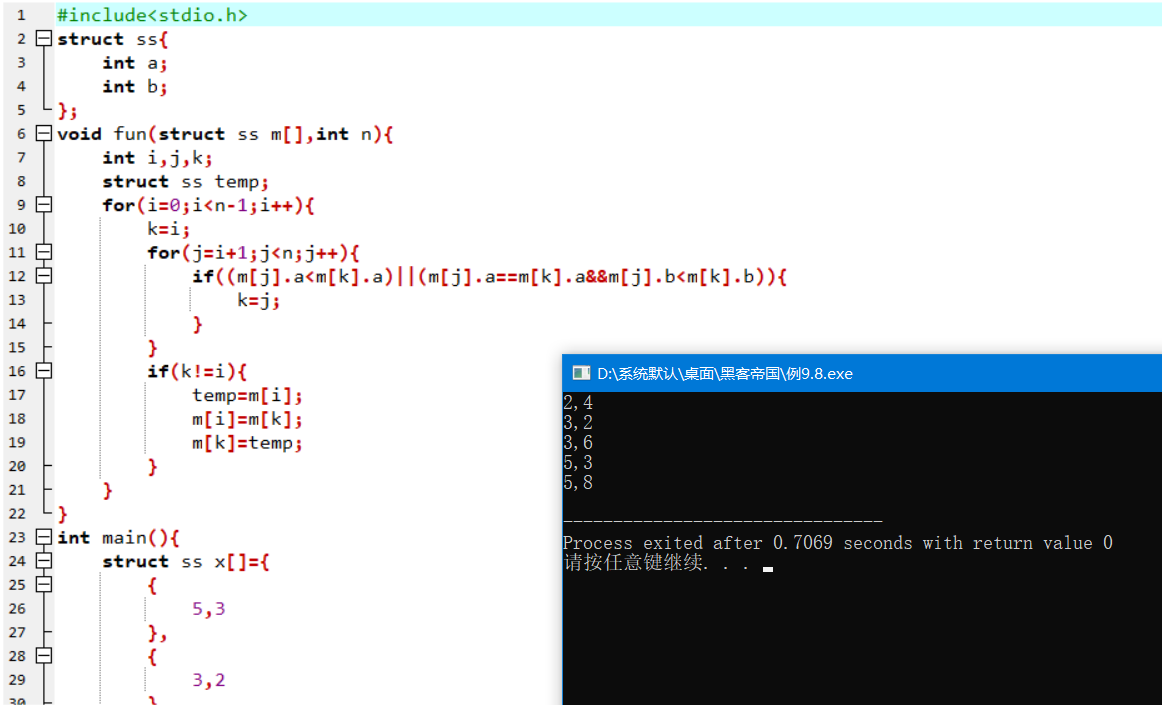 1 #include<stdio.h>
2 struct ss{
3 int a;
4 int b;
5 };
6 void fun(struct ss m[],int n){
7 int i,j,k;
8 struct ss temp;
9 for(i=0;i<n-1;i++){
10 k=i;
11 for(j=i+1;j<n;j++){
12 if((m[j].a<m[k].a)||(m[j].a==m[k].a&&m[j].b<m[k].b)){
13 k=j;
14 }
15 }
16 if(k!=i){
17 temp=m[i];
18 m[i]=m[k];
19 m[k]=temp;
20 }
21 }
22 }
23 int main(){
24 struct ss x[]={
25 {
26 5,3
27 },
28 {
29 3,2
30 }
D:\系统默认\桌面\黑客帝国\例9.8.exe
2,4
3,2
3,6
5,3
5,8
--------------------------------
Process exited after 0.7069 seconds with return value 0
请按任意键继续. . .